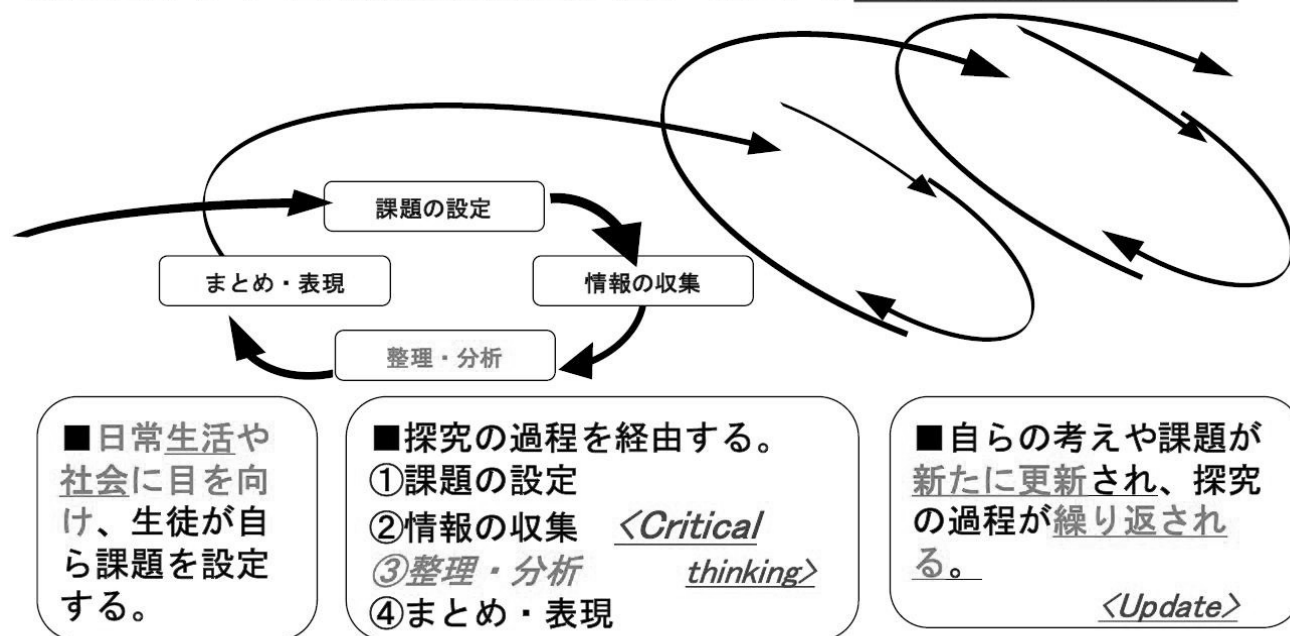 課題の設定
まとめ・表現
情報の収集
整理・分析
■日常生活や
社会に目を向
け、生徒が自
ら課題を設定
する。
■探究の過程を経由する。
①課題の設定
②情報の収集 <Critical
③整理・分析 thinking>
④まとめ・表現
■自らの考えや課題が
新たに更新され、探究
の過程が繰り返され
る。
<Update>